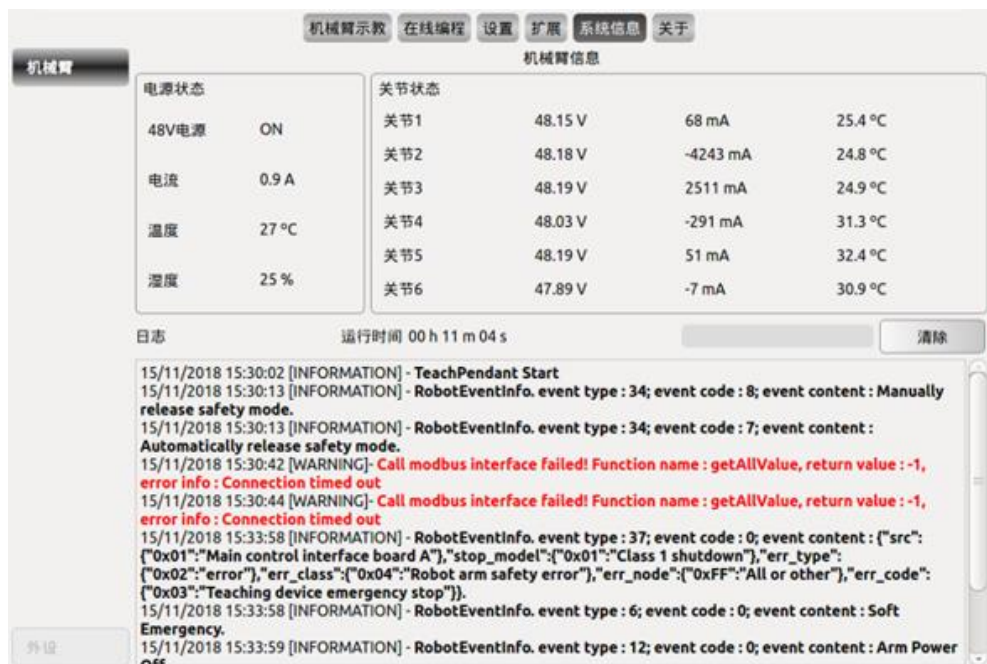 机械臂示教 在线编程 设置 扩展 系统信息 关于
机械臂
机械臂信息
电源状态
48V电源 ON
电流 0.9 A
温度 27 ºC
湿度 25 %
关节状态
关节1 48.15 V 68 mA 25.4 ºC
关节2 48.18 V -4243 mA 24.8 ºC
关节3 48.19 V 2511 mA 24.9 ºC
关节4 48.03 V -291 mA 31.3 ºC
关节5 48.19 V 51 mA 32.4 ºC
关节6 47.89 V -7 mA 30.9 ºC
日志 运行时间 00 h 11 m 04 s 清除
15/11/2018 15:30:02 [INFORMATION] - TeachPendant Start
15/11/2018 15:30:13 [INFORMATION] - RobotEventInfo. event type : 34; event code : 8; event content : Manually
release safety mode.
15/11/2018 15:30:13 [INFORMATION] - RobotEventInfo. event type : 34; event code : 7; event content :
Automatically release safety mode.
15/11/2018 15:30:42 [WARNING]- Call modbus interface failed! Function name : getAllValue, return value : -1,
error info : Connection timed out
15/11/2018 15:30:44 [WARNING]- Call modbus interface failed! Function name : getAllValue, return value : -1,
error info : Connection timed out
15/11/2018 15:33:58 [INFORMATION] - RobotEventInfo. event type : 37; event code : 0; event content : {"src":
{"0x01":"Main control interface board A"},"stop_model":{"0x01":"Class 1 shutdown"},"err_type":
{"0x02":"error"},"err_class":{"0x04":"Robot arm safety error"},"err_node":{"0xFF":"All or other"},"err_code":
{"0x03":"Teaching device emergency stop"}}.
15/11/2018 15:33:58 [INFORMATION] - RobotEventInfo. event type : 6; event code : 0; event content : Soft
Emergency.
15/11/2018 15:33:59 [INFORMATION] - RobotEventInfo. event type : 12; event code : 0; event content : Arm Power
外设